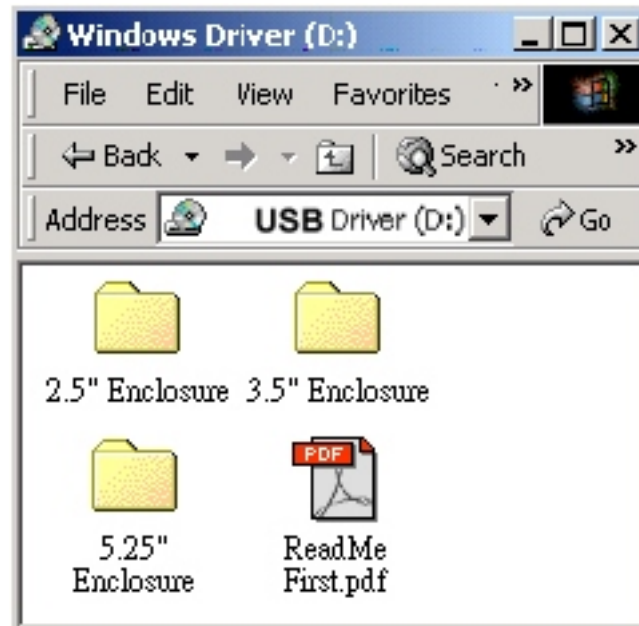 Windows Driver (D:)
File Edit View Favorites »
Back Search »
Address USB Driver (D:) Go
2.5" Enclosure 3.5" Enclosure
PDF
5.25"
Enclosure
ReadMe
First.pdf